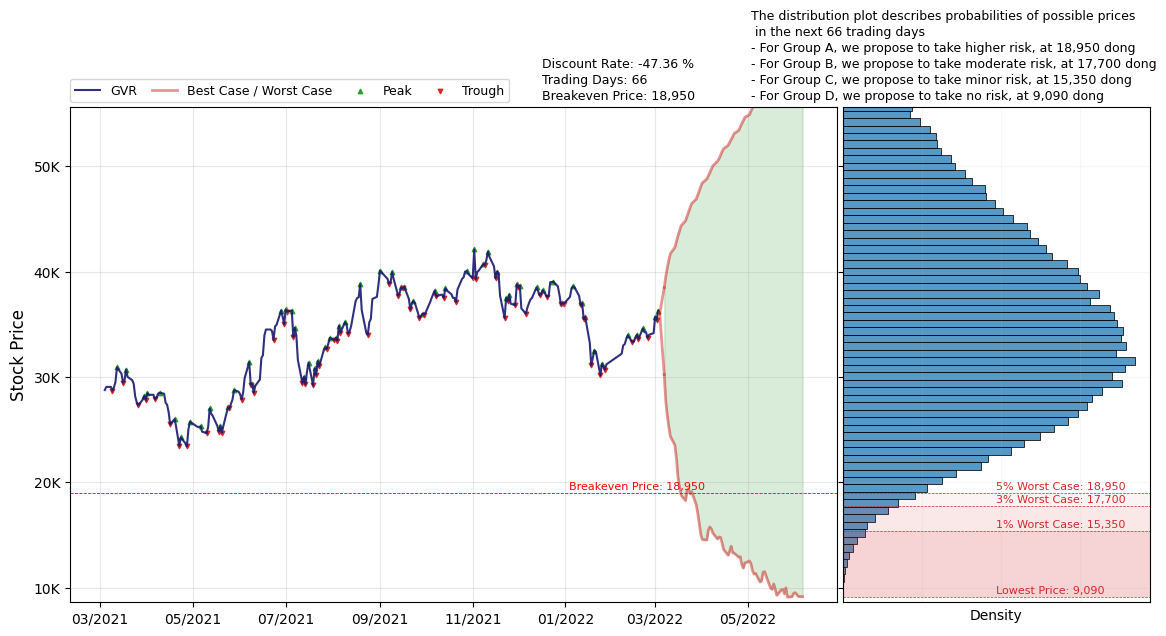 The distribution plot describes probabilities of possible prices
in the next 66 trading days
- For Group A, we propose to take higher risk, at 18,950 dong
- For Group B, we propose to take moderate risk, at 17,700 dong
- For Group C, we propose to take minor risk, at 15,350 dong
- For Group D, we propose to take no risk, at 9,090 dong
Discount Rate: -47.36 %
Trading Days: 66
Breakeven Price: 18,950
GVR
Best Case / Worst Case
Peak
Trough
Stock Price
50K
40K
30K
20K
10K
Breakeven Price: 18,950
5% Worst Case: 18,950
3% Worst Case: 17,700
1% Worst Case: 15,350
Lowest Price: 9,090
03/2021
05/2021
07/2021
09/2021
11/2021
01/2022
03/2022
05/2022
Density